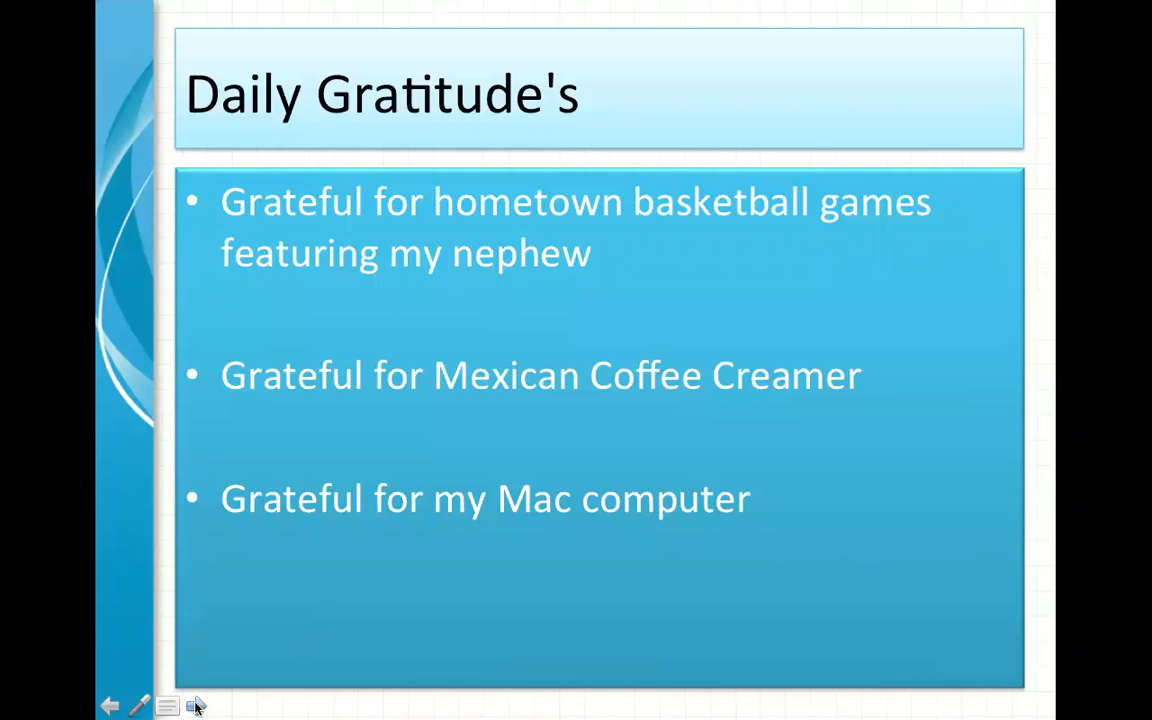 Daily Gratitude's
• Grateful for hometown basketball games
featuring my nephew
• Grateful for Mexican Coffee Creamer
• Grateful for my Mac computer